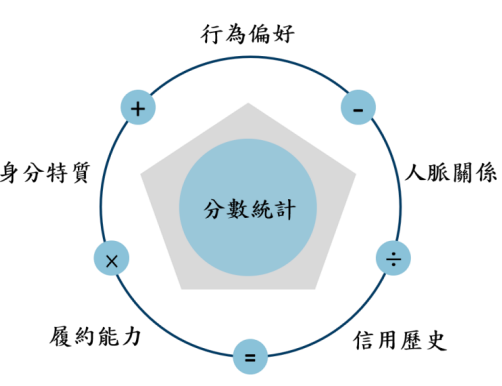 行為偏好
+
-
身分特質
人脈關係
分數統計
×
÷
履約能力
信用歷史
=